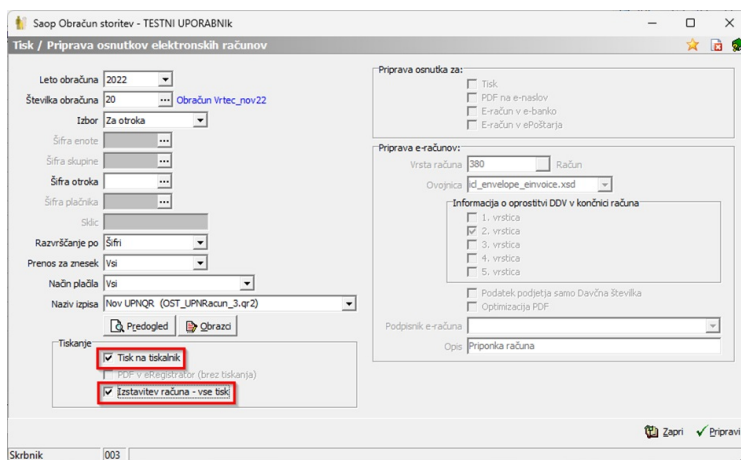 Saop Obračun storitev - TESTNI UPORABNIk
Tisk / Priprava osnutkov elektronskih računov
Leto obračuna 2022
Številka obračuna 20 ... Obračun Vrtec_nov22
Izbor Za otroka
Šifra enote ...
Šifra skupine ...
Šifra otroka ...
Šifra plačnika ...
Sklic
Razvrščanje po Šifri
Prenos za znesek Vsi
Način plačila Vsi
Naziv izpisa Nov UPNQR (OST_UPNRacun_3.qr2)
Predogled Obrazci
Tiskanje
Tisk na tiskalnik
PDF v eRegistrator (brez tiskanja)
Izstavitev računa - vse tisk
Priprava osnutka za:
Tisk
PDF na e-naslov
E-račun v e-banko
E-račun v ePoštarja
Priprava e-računov:
Vrsta računa 380 Račun
Ovojnica icl_envelope_einvoice.xsd
Informacija o oprostitvi DDV v končnici računa
1. vrstica
2. vrstica
3. vrstica
4. vrstica
5. vrstica
Podatek podjetja samo Davčna številka
Optimizacija PDF
Podpisnik e-računa
Opis Priponka računa
Zapri Pripravi
Skrbnik 003